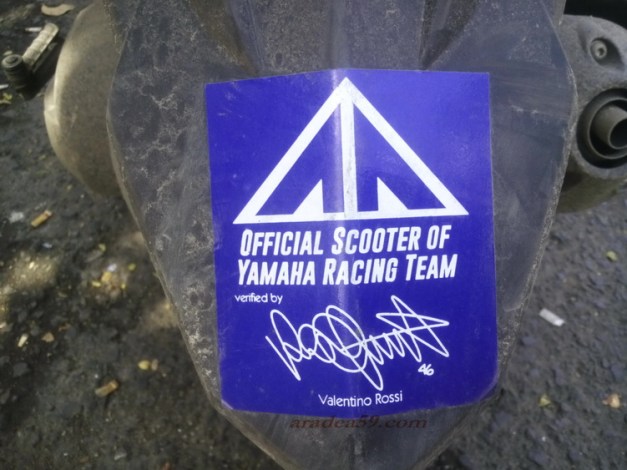 OFFICIAL SCOOTER OF
YAMAHA RACING TEAM
verified by
46
Valentino Rossi
aradea59.com